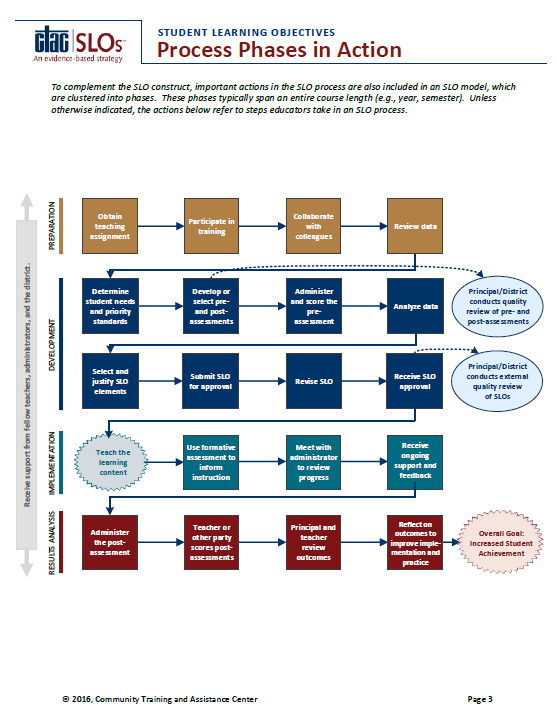 ctac SLOs™
An evidence-based strategy
STUDENT LEARNING OBJECTIVES
Process Phases in Action
To complement the SLO construct, important actions in the SLO process are also included in an SLO model, which
are clustered into phases. These phases typically span an entire course length (e.g., year, semester). Unless
otherwise indicated, the actions below refer to steps educators take in an SLO process.
Receive support from fellow teachers, administrators, and the district.
PREPARATION
Obtain
teaching
assignment
Participate in
training
Collaborate
with
colleagues
Review data
DEVELOPMENT
Determine
student needs
and priority
standards
Develop or
select pre-
and post-
assessments
Administer
and score the
pre-
assessment
Analyze data
Principal/District
conducts quality
review of pre- and
post-assessments
Select and
justify SLO
elements
Submit SLO
for approval
Revise SLO
Receive SLO
approval
Principal/District
conducts external
quality review
of SLOs
IMPLEMENTATION
Teach the
learning
content
Use formative
assessment to
inform
instruction
Meet with
administrator
to review
progress
Receive
ongoing
support and
feedback
RESULTS ANALYSIS
Administer
the post-
assessment
Teacher or
other party
scores post-
assessments
Principal and
teacher
review
outcomes
Reflect on
outcomes to
improve imple-
mentation and
practice
Overall Goal:
Increased Student
Achievement
© 2016, Community Training and Assistance Center
Page 3